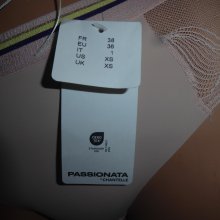 FR 38
EU 36
IT 1
US XS
UK XS
PASSIONATA
CHANTELLE